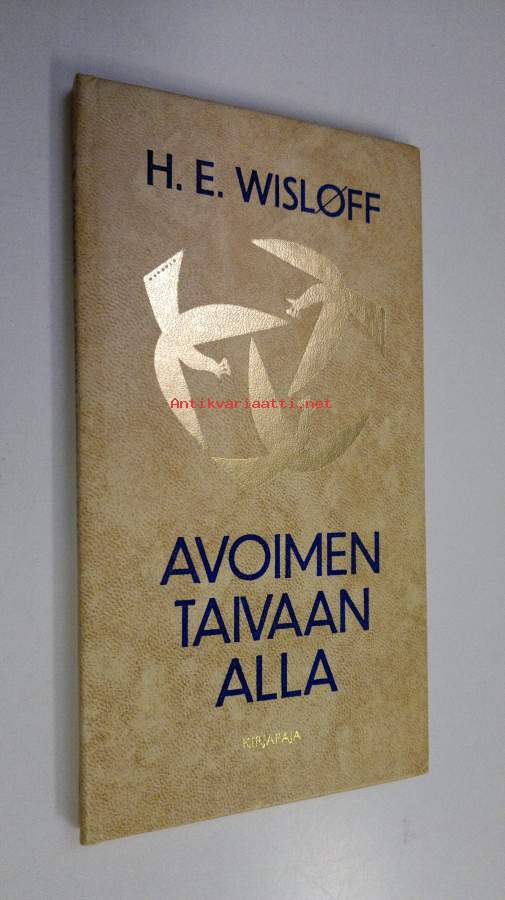 H. E. WISLØFF
Antikvariaatti.net
AVOIMEN
TAIVAAN
ALLA
KIRJAPAJA